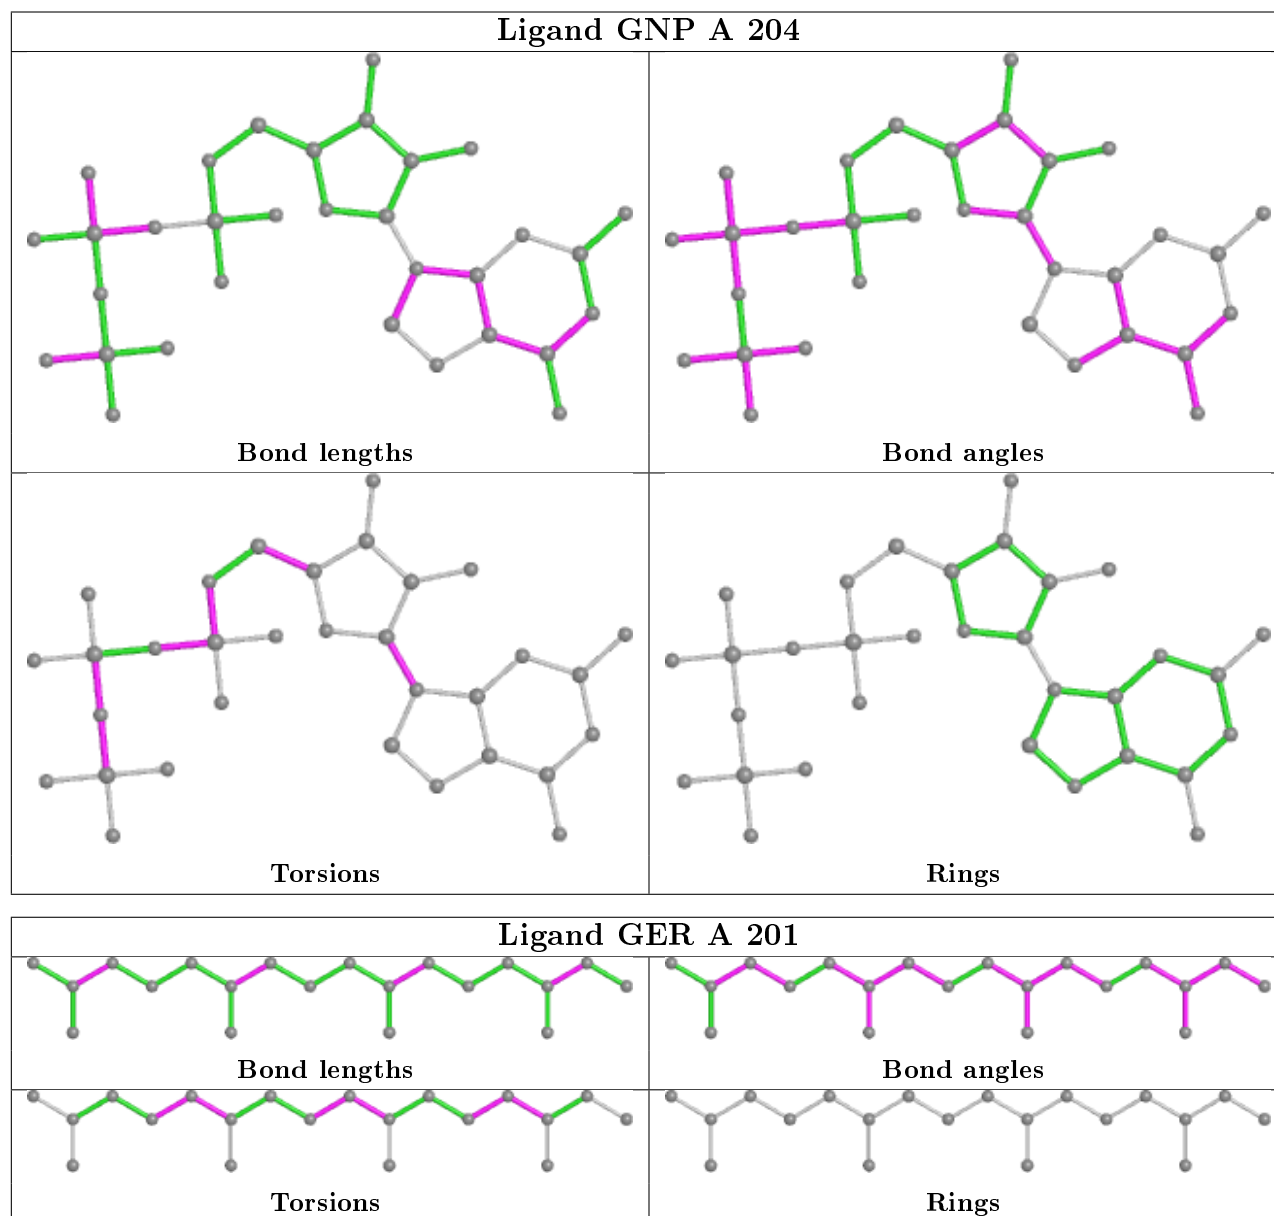 Ligand GNP A 204
Bond lengths
Bond angles
Torsions
Rings
Ligand GER A 201
Bond lengths
Bond angles
Torsions
Rings